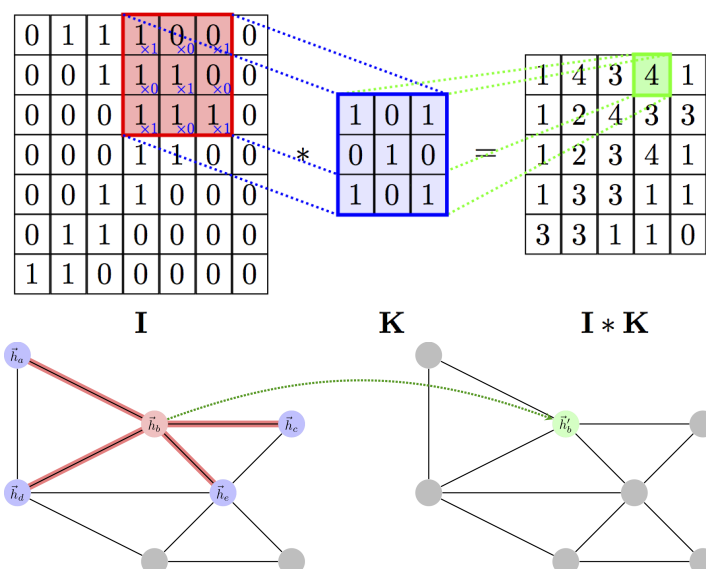 0 1 1 1×1 0×0 0×1 0
0 0 1 1×0 1×1 0×0 0
0 0 0 1×1 1×0 1×1 0
0 0 0 1 1 0 0
0 0 1 1 0 0 0
0 1 1 0 0 0 0
1 1 0 0 0 0 0
∗
1 0 1
0 1 0
1 0 1
=
1 4 3 4 1
1 2 4 3 3
1 2 3 4 1
1 3 3 1 1
3 3 1 1 0
I K I ∗ K
h⃗a
h⃗b
h⃗c
h⃗d
h⃗e
h⃗′b